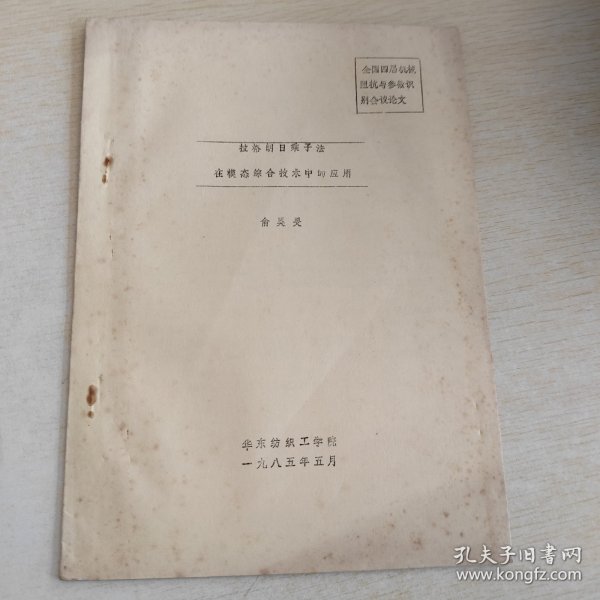 全国四届机械
阻抗与参数识
别会议论文
拉格朗日乘子法
在模态综合技术中的应用
俞昊旻
华东纺织工学院
一九八五年五月
孔夫子旧书网
www.kongfz.com